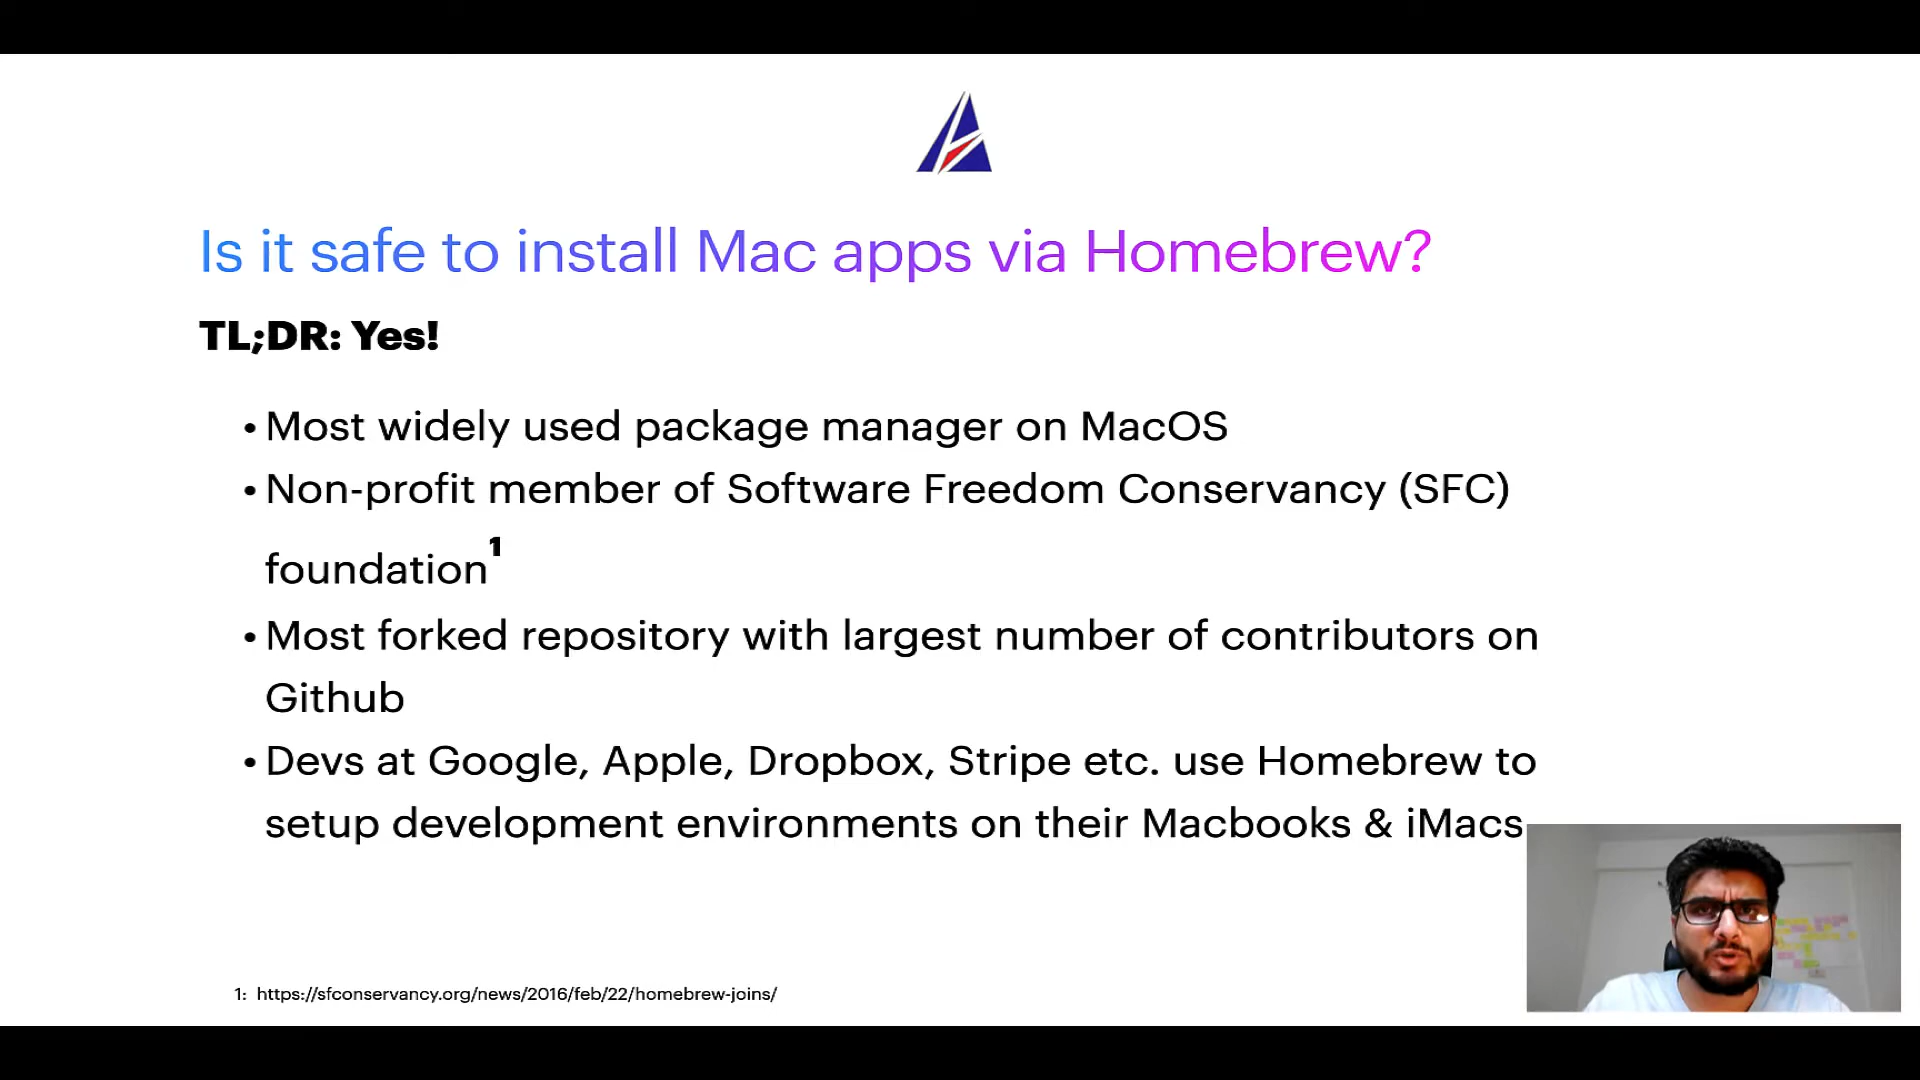 Is it safe to install Mac apps via Homebrew?
TL;DR: Yes!
• Most widely used package manager on MacOS
• Non-profit member of Software Freedom Conservancy (SFC)
foundation¹
• Most forked repository with largest number of contributors on
Github
• Devs at Google, Apple, Dropbox, Stripe etc. use Homebrew to
setup development environments on their Macbooks & iMacs
1: https://sfconservancy.org/news/2016/feb/22/homebrew-joins/